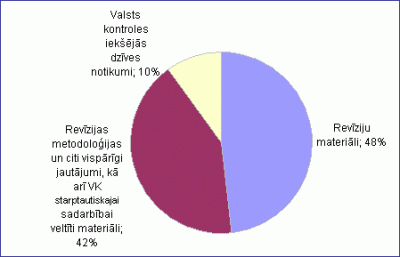 Valsts
kontroles
iekšējās
dzīves
notikumi; 10%
Revīziju
materiāli; 48%
Revīzijas
metodoloģijas
un citi vispārīgi
jautājumi, kā
arī VK
starptautiskajai
sadarbībai
veltīti materiāli;
42%